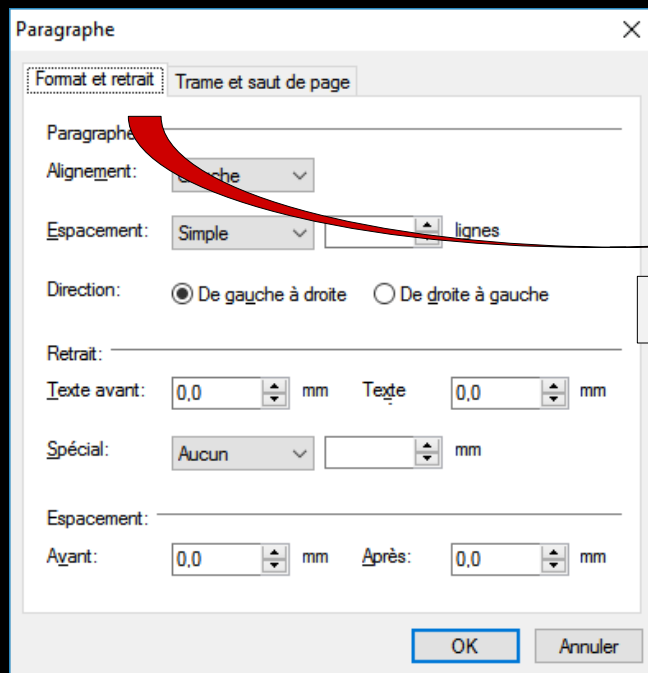 Paragraphe
Format et retrait Trame et saut de page
Paragraphe
Alignement: Gauche
Espacement: Simple lignes
Direction: De gauche à droite De droite à gauche
Retrait:
Texte avant: 0,0 mm Texte 0,0 mm
Spécial: Aucun mm
Espacement:
Avant: 0,0 mm Après: 0,0 mm
OK Annuler